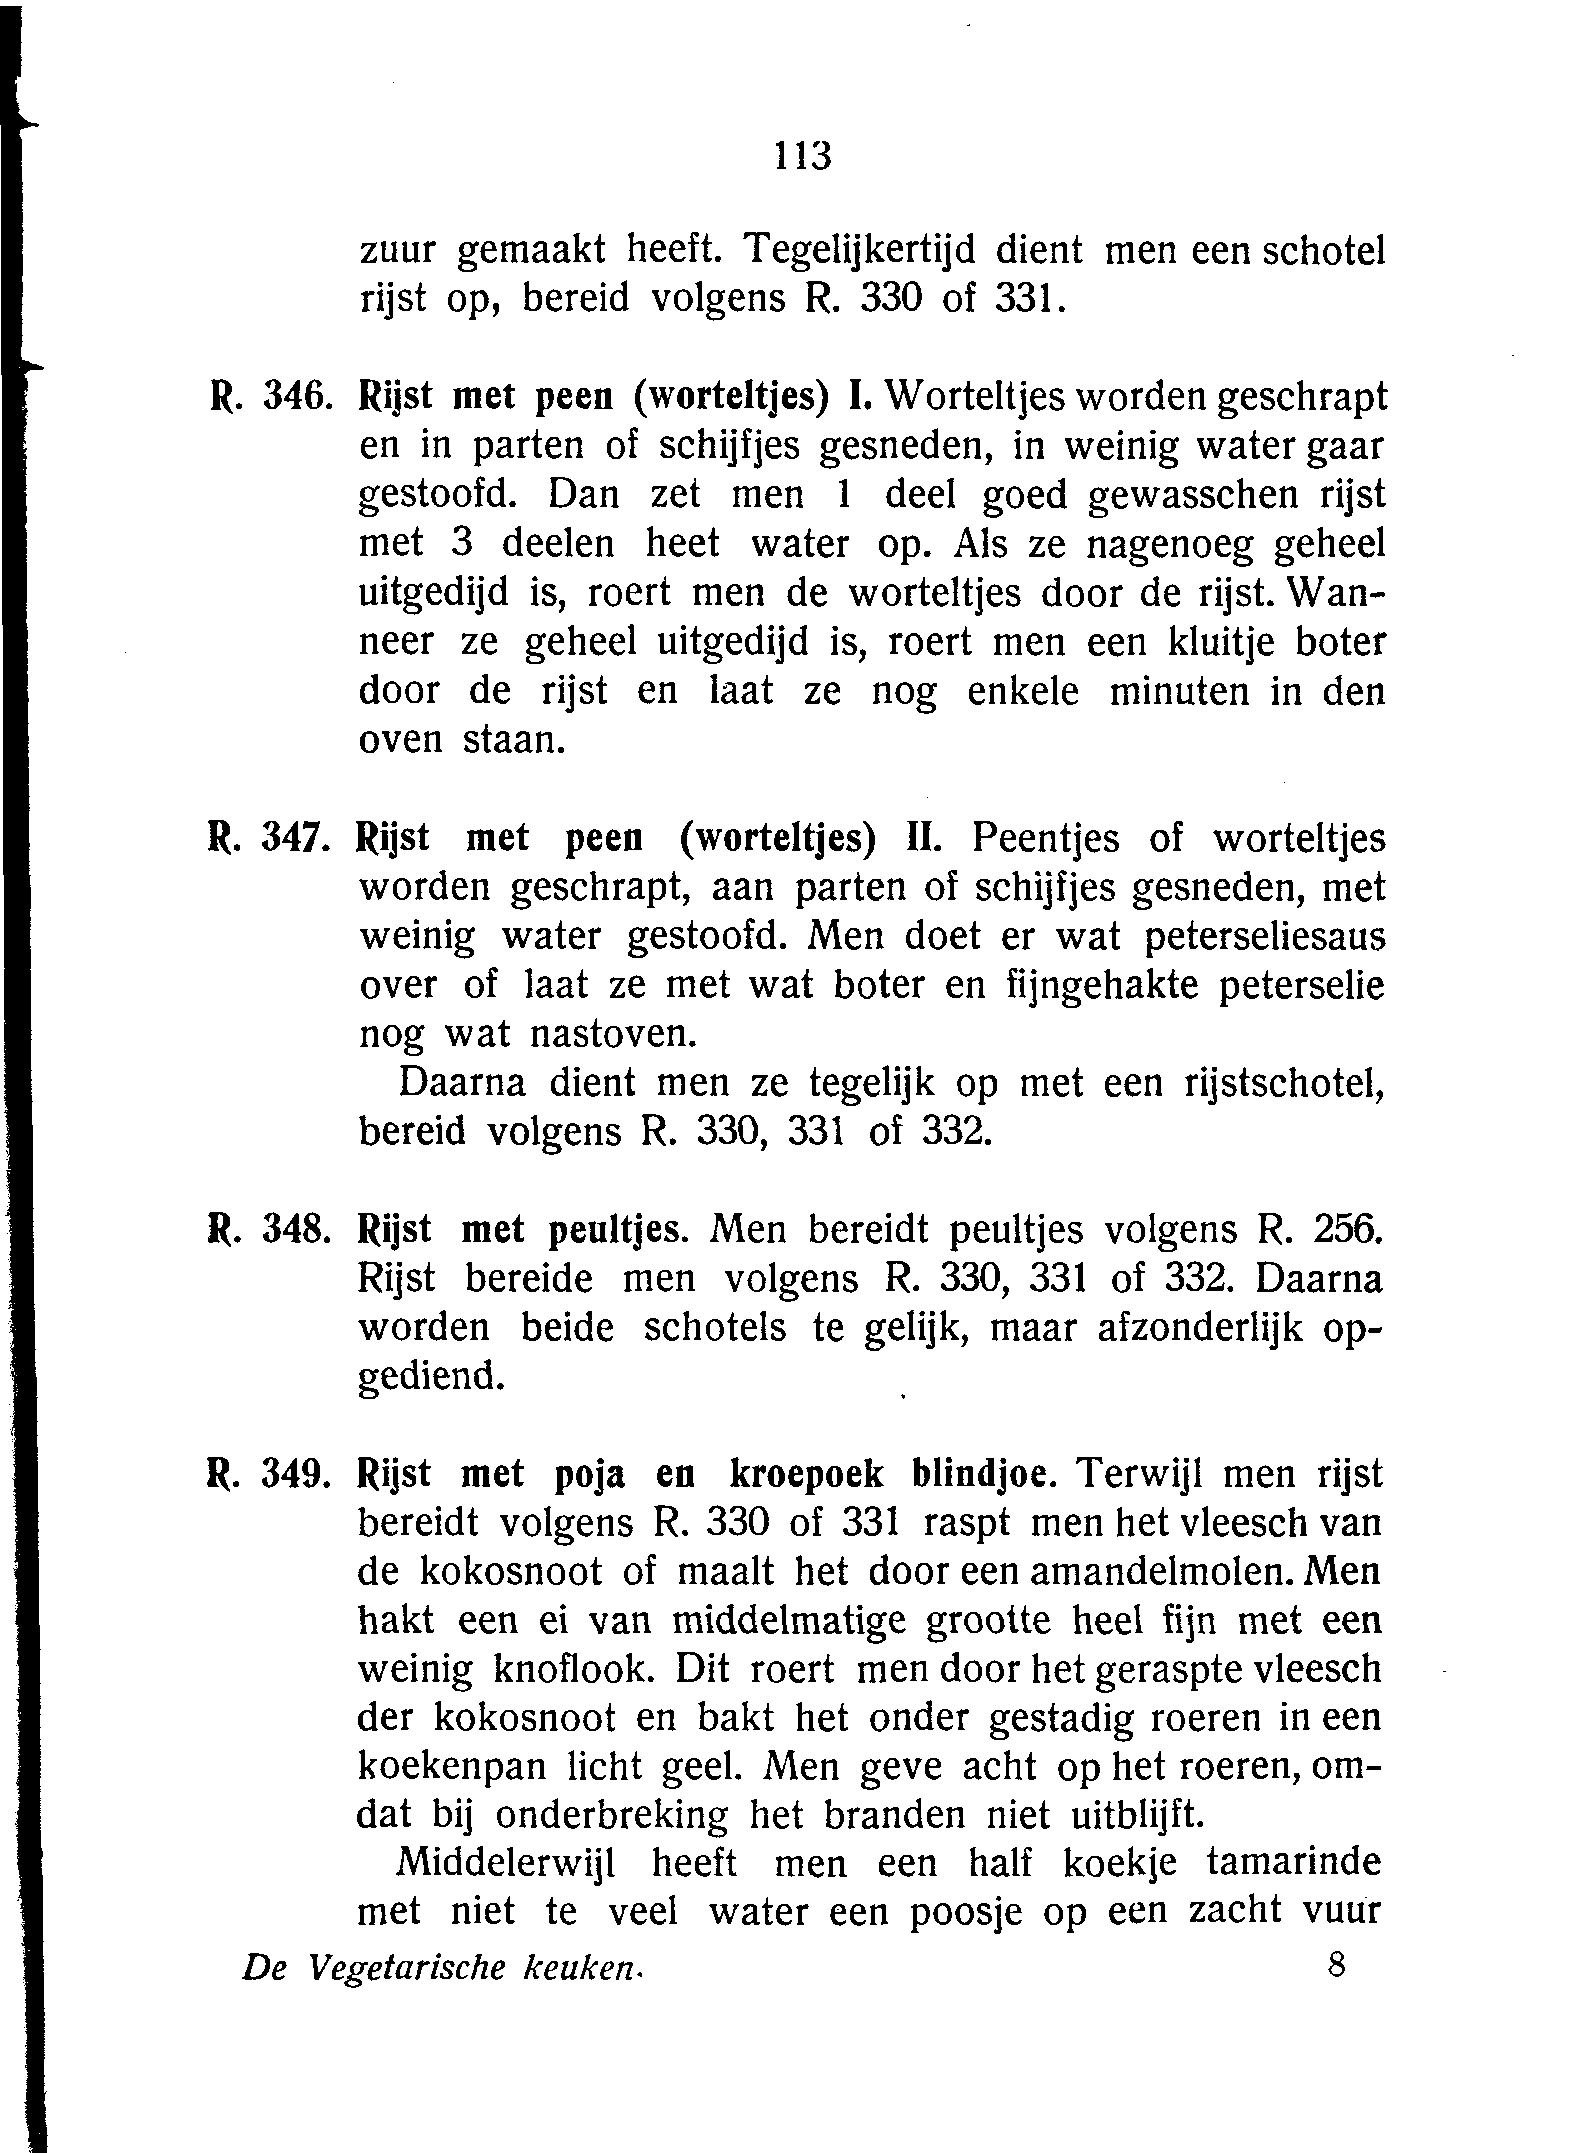 113
zuur gemaakt heeft. Tegelijkertijd dient men een schotel
rijst op, bereid volgens R. 330 of 331.
R. 346. Rijst met peen (worteltjes) I. Worteltjes worden geschrapt
en in parten of schijfjes gesneden, in weinig water gaar
gestoofd. Dan zet men 1 deel goed gewasschen rijst
met 3 deelen heet water op. Als ze nagenoeg geheel
uitgedijd is, roert men de worteltjes door de rijst. Wan-
neer ze geheel uitgedijd is, roert men een kluitje boter
door de rijst en laat ze nog enkele minuten in den
oven staan.
R. 347. Rijst met peen (worteltjes) II. Peentjes of worteltjes
worden geschrapt, aan parten of schijfjes gesneden, met
weinig water gestoofd. Men doet er wat peterseliesaus
over of laat ze met wat boter en fijngehakte peterselie
nog wat nastoven.
Daarna dient men ze tegelijk op met een rijstschotel,
bereid volgens R. 330, 331 of 332.
R. 348. Rijst met peultjes. Men bereidt peultjes volgens R. 256.
Rijst bereide men volgens R. 330, 331 of 332. Daarna
worden beide schotels te gelijk, maar afzonderlijk op-
gediend.
R. 349. Rijst met poja en kroepoek blindjoe. Terwijl men rijst
bereidt volgens R. 330 of 331 raspt men het vleesch van
de kokosnoot of maalt het door een amandelmolen. Men
hakt een ei van middelmatige grootte heel fijn met een
weinig knoflook. Dit roert men door het geraspte vleesch
der kokosnoot en bakt het onder gestadig roeren in een
koekenpan licht geel. Men geve acht op het roeren, om-
dat bij onderbreking het branden niet uitblijft.
Middelerwijl heeft men een half koekje tamarinde
met niet te veel water een poosje op een zacht vuur
De Vegetarische keuken. 8